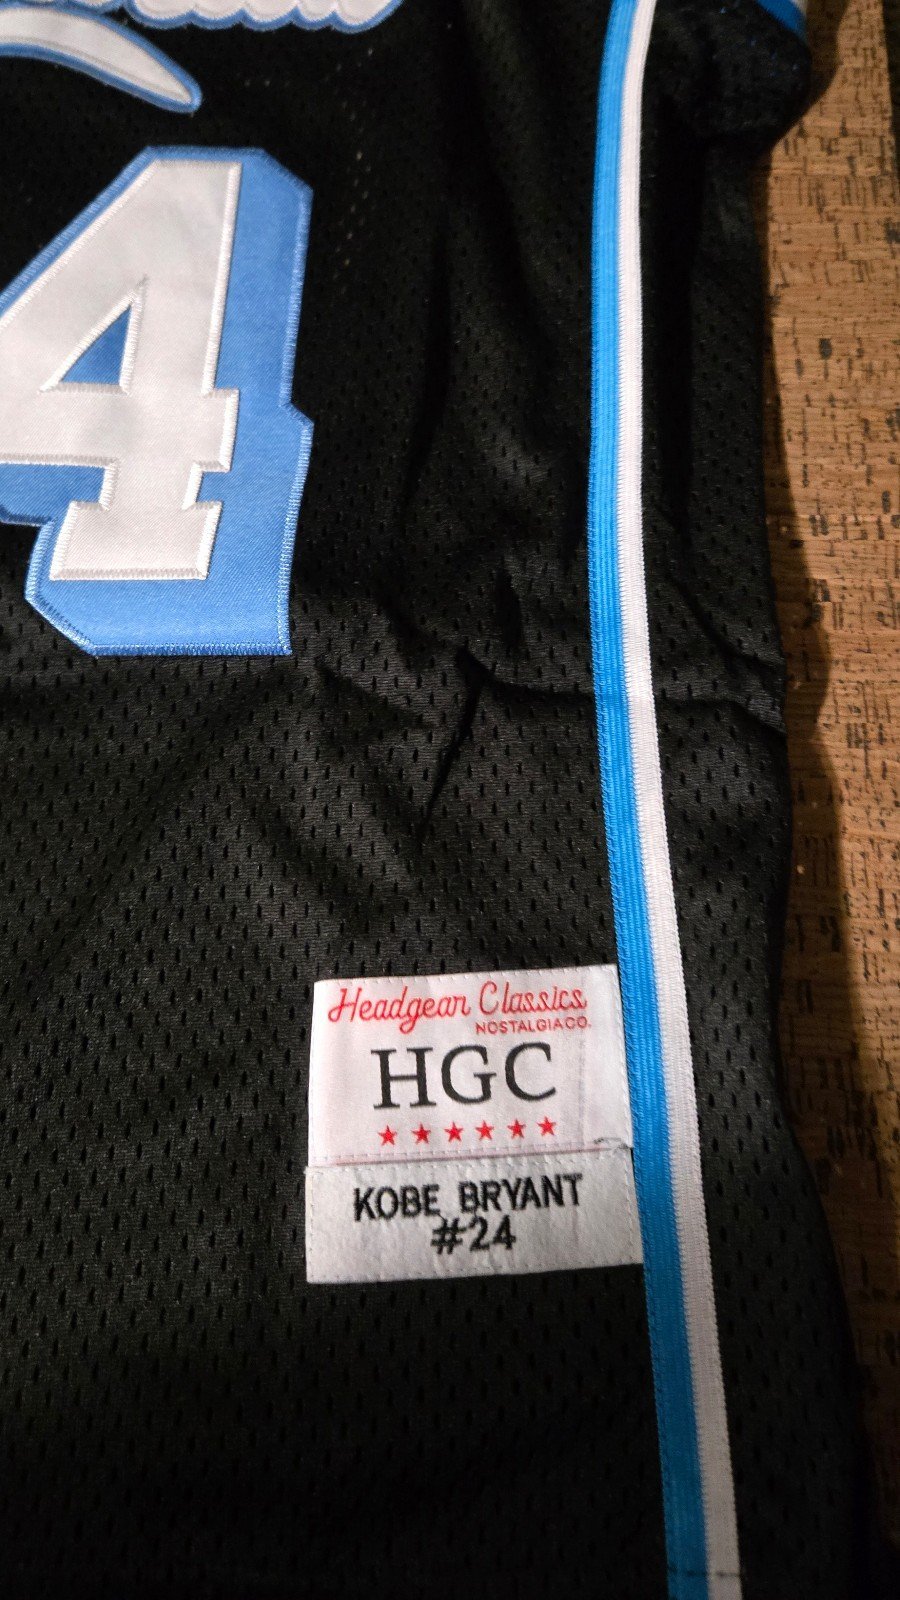 4
Headgear Classics
NOSTALGIA CO.
HGC
KOBE BRYANT
#24